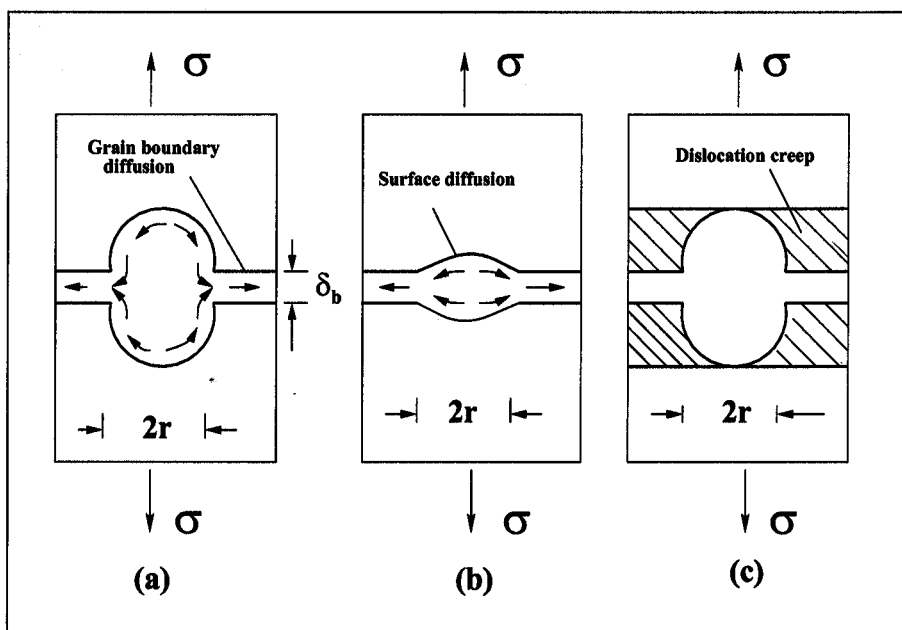 σ σ σ
Grain boundary
diffusion
Surface diffusion
Dislocation creep
δb
2r 2r 2r
σ σ σ
(a) (b) (c)